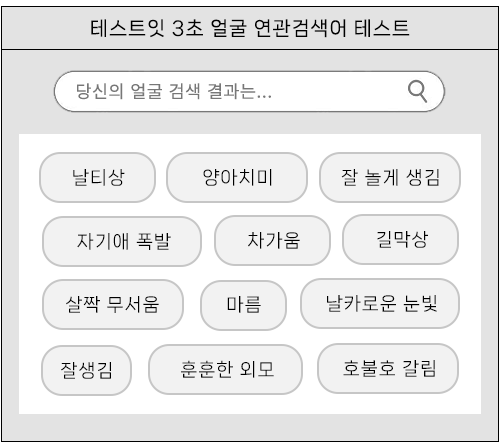 테스트잇 3초 얼굴 연관검색어 테스트
당신의 얼굴 검색 결과는...
날티상 양아치미 잘 놀게 생김
자기애 폭발 차가움 길막상
살짝 무서움 마름 날카로운 눈빛
잘생김 훈훈한 외모 호불호 갈림